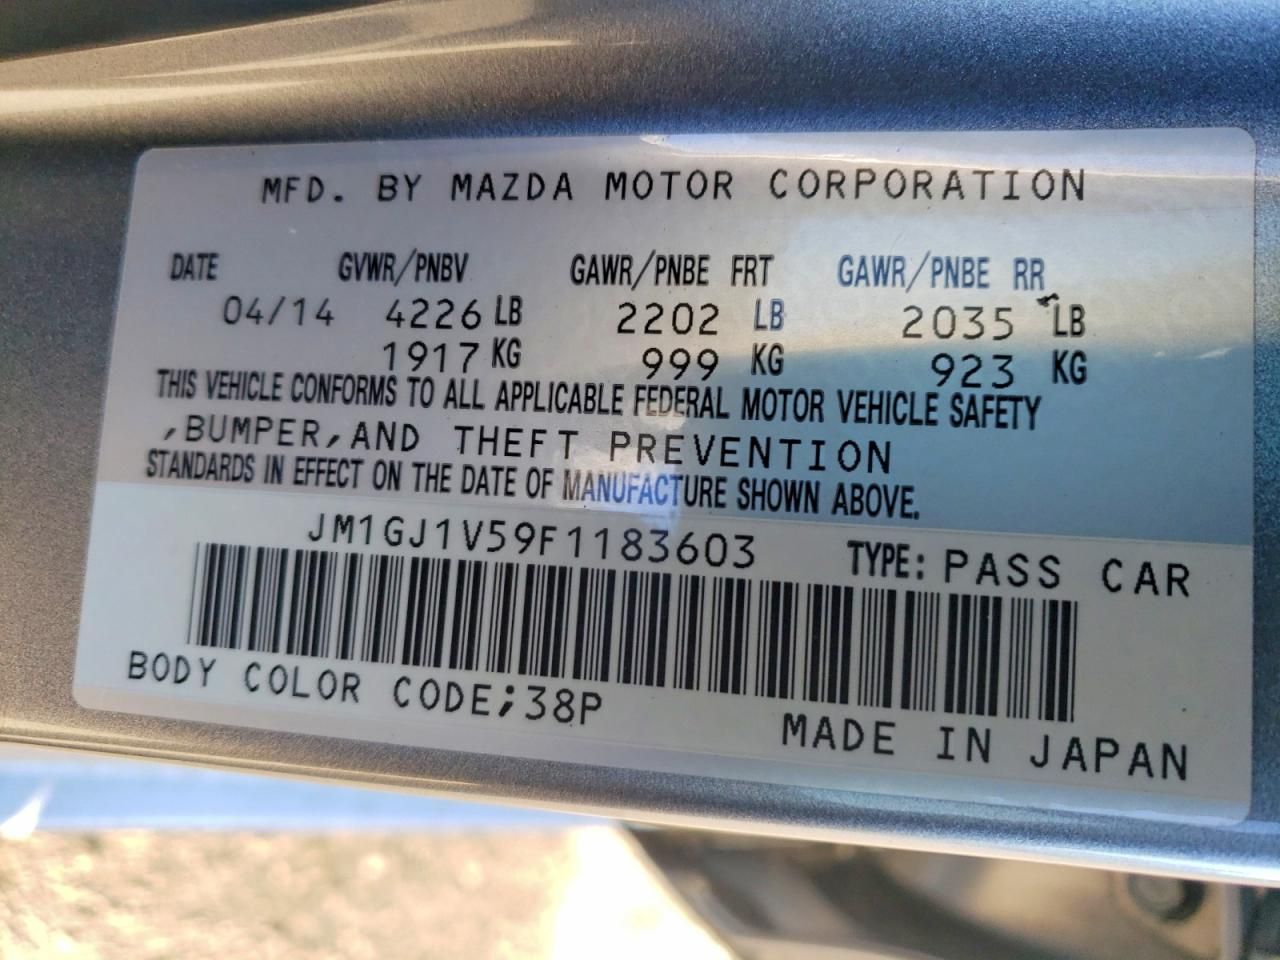 MFD. BY MAZDA MOTOR CORPORATION
DATE GVWR/PNBV GAWR/PNBE FRT GAWR/PNBE RR
04/14 4226 LB 2202 LB 2035 LB
1917 KG 999 KG 923 KG
THIS VEHICLE CONFORMS TO ALL APPLICABLE FEDERAL MOTOR VEHICLE SAFETY
,BUMPER,AND THEFT PREVENTION
STANDARDS IN EFFECT ON THE DATE OF MANUFACTURE SHOWN ABOVE.
JM1GJ1V59F1183603 TYPE: PASS CAR
BODY COLOR CODE;38P
MADE IN JAPAN